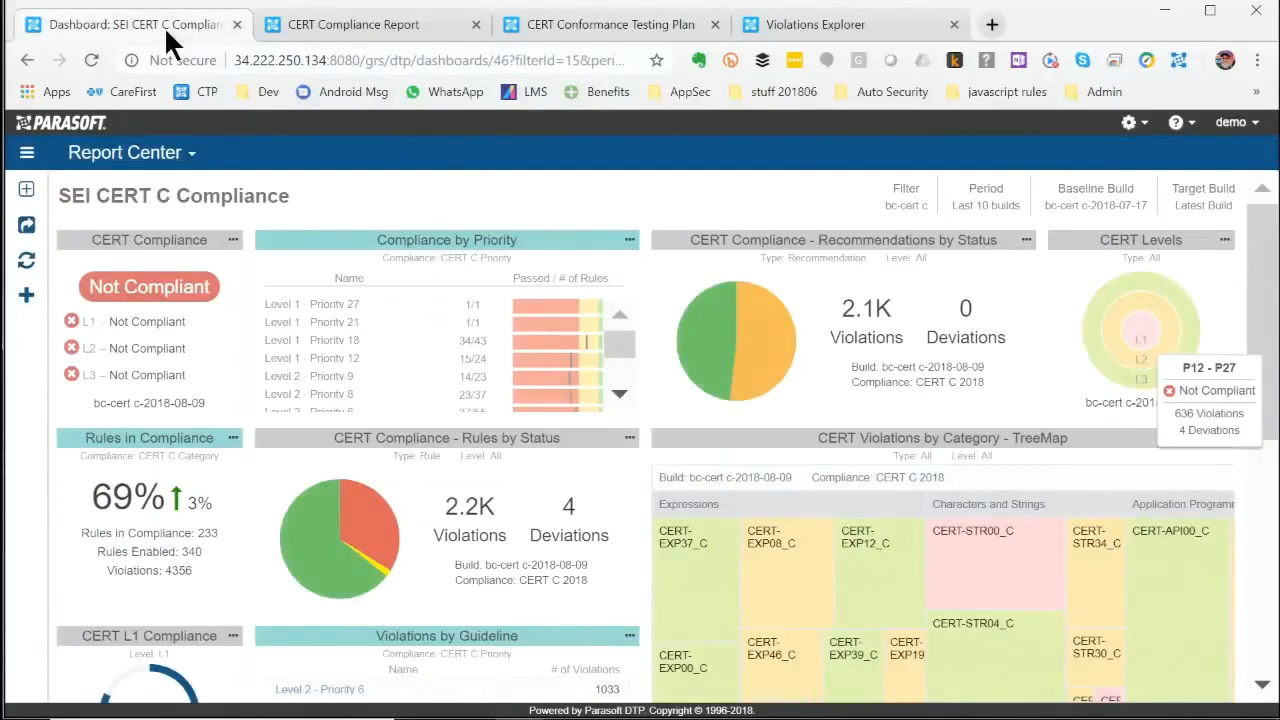 Dashboard: SEI CERT C Complian
CERT Compliance Report
CERT Conformance Testing Plan
Violations Explorer
Not Secure
34.222.250.134:8080/grs/dtp/dashboards/46?filterId=15&peri...
Apps
CareFirst
CTP
Dev
Android Msg
WhatsApp
LMS
Benefits
AppSec
stuff 201806
Auto Security
javascript rules
Admin
»
PARASOFT.
demo
Report Center
SEI CERT C Compliance
Filter
bc-cert c
Period
Last 10 builds
Baseline Build
bc-cert c-2018-07-17
Target Build
Latest Build
CERT Compliance
Not Compliant
L1 – Not Compliant
L2 – Not Compliant
L3 – Not Compliant
bc-cert c-2018-08-09
Compliance by Priority
Compliance: CERT C Priority
Name Passed / # of Rules
Level 1 - Priority 27 1/1
Level 1 - Priority 21 1/1
Level 1 - Priority 18 34/43
Level 1 - Priority 12 15/24
Level 2 - Priority 9 14/23
Level 2 - Priority 8 23/37
CERT Compliance - Recommendations by Status
Type: Recommendation Level: All
2.1K
Violations
0
Deviations
Build: bc-cert c-2018-08-09
Compliance: CERT C 2018
CERT Levels
Type: All
L1
L2
L3
bc-cert c-201
P12 - P27
Not Compliant
636 Violations
4 Deviations
Rules in Compliance
Compliance: CERT C Category
69% 3%
Rules in Compliance: 233
Rules Enabled: 340
Violations: 4356
CERT Compliance - Rules by Status
Type: Rule Level: All
2.2K
Violations
4
Deviations
Build: bc-cert c-2018-08-09
Compliance: CERT C 2018
CERT Violations by Category - TreeMap
Type: All Level: All
Build: bc-cert c-2018-08-09 Compliance: CERT C 2018
Expressions
Characters and Strings
Application Program
CERT-
EXP37_C
CERT-
EXP08_C
CERT-
EXP12_C
CERT-STR00_C
CERT-
STR34_C
CERT-API00_C
CERT-STR04_C
CERT-
EXP00_C
CERT-
EXP46_C
CERT-
EXP39_C
CERT-
EXP19
CERT-
STR30_C
CERT L1 Compliance
Level: L1
Violations by Guideline
Compliance: CERT C Priority
Name # of Violations
Level 2 - Priority 6 1033
Powered by Parasoft DTP. Copyright © 1996-2018.